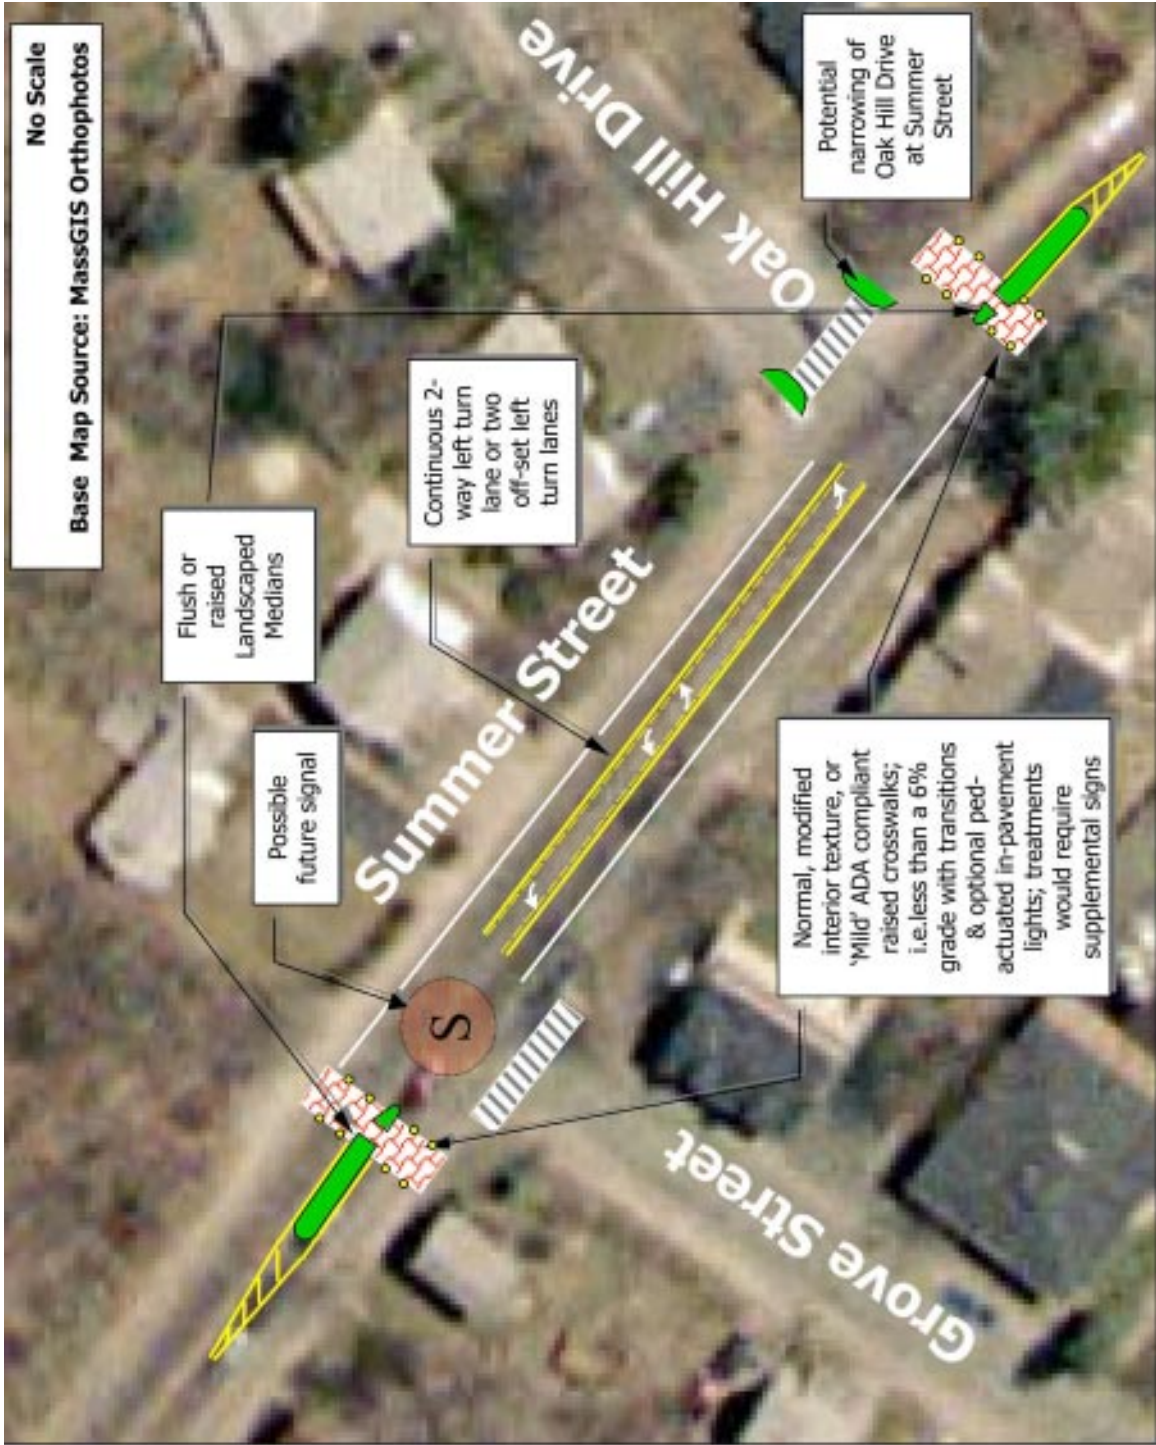 No Scale
Base Map Source: MassGIS Orthophotos
Flush or
raised
Landscaped
Medians
Possible
future signal
Continuous 2-
way left turn
lane or two
off-set left
turn lanes
Potential
narrowing of
Oak Hill Drive
at Summer
Street
Oak Hill Drive
Summer Street
Grove Street
S
Normal, modified
interior texture, or
‘Mild’ ADA compliant
raised crosswalks;
i.e.less than a 6%
grade with transitions
& optional ped-
actuated in-pavement
lights; treatments
would require
supplemental signs